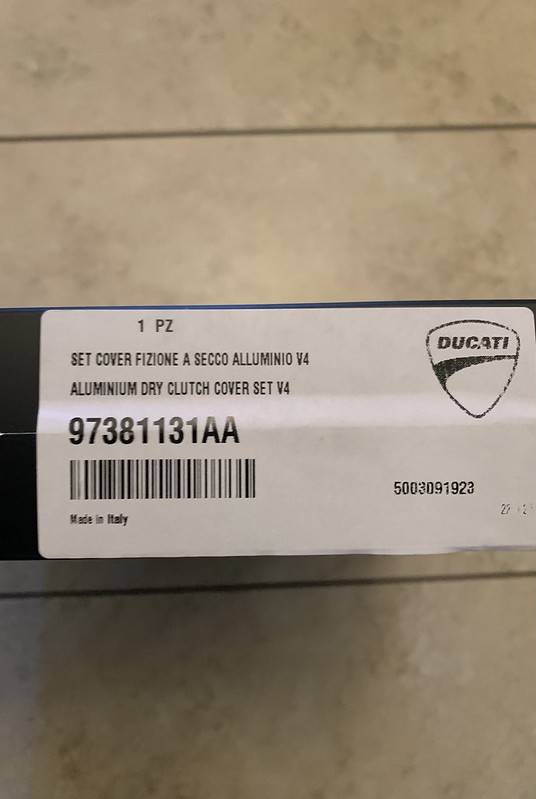 1 PZ
SET COVER FIZIONE A SECCO ALLUMINIO V4
ALUMINIUM DRY CLUTCH COVER SET V4
DUCATI
97381131AA
5003091923
Made in Italy